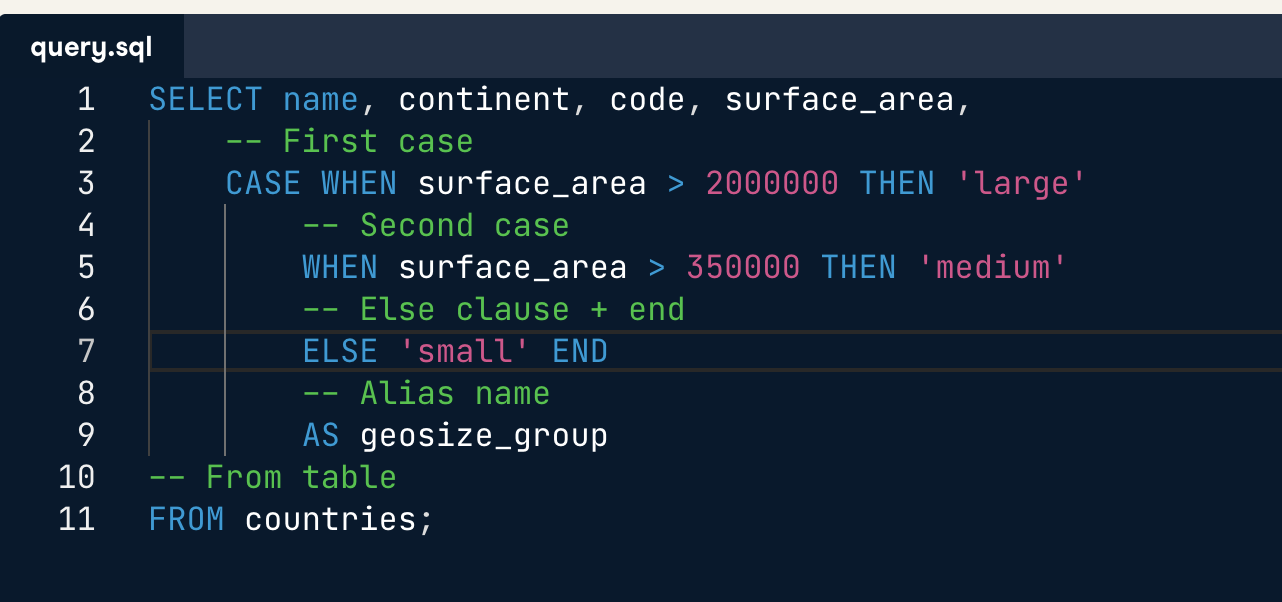 query.sql
1 SELECT name, continent, code, surface_area,
2 -- First case
3 CASE WHEN surface_area > 2000000 THEN 'large'
4 -- Second case
5 WHEN surface_area > 350000 THEN 'medium'
6 -- Else clause + end
7 ELSE 'small' END
8 -- Alias name
9 AS geosize_group
10 -- From table
11 FROM countries;